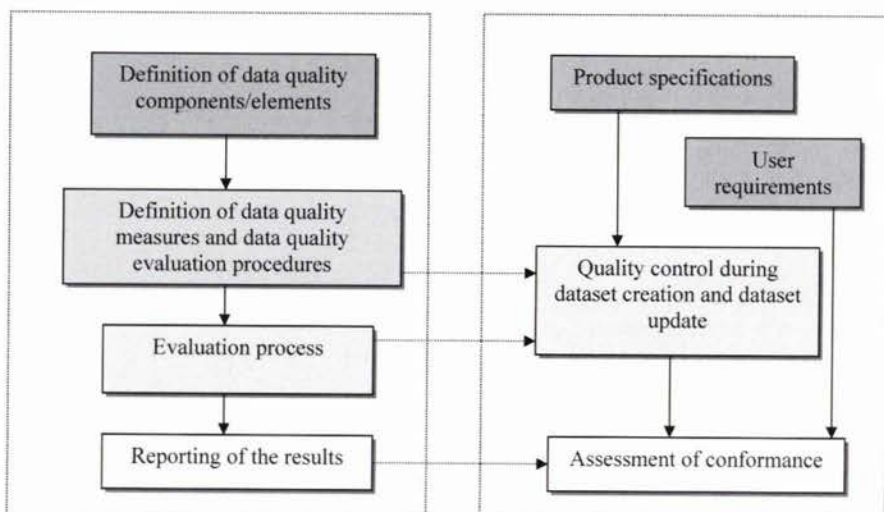 Definition of data quality
components/elements
Definition of data quality
measures and data quality
evaluation procedures
Evaluation process
Reporting of the results
Product specifications
User
requirements
Quality control during
dataset creation and dataset
update
Assessment of conformance